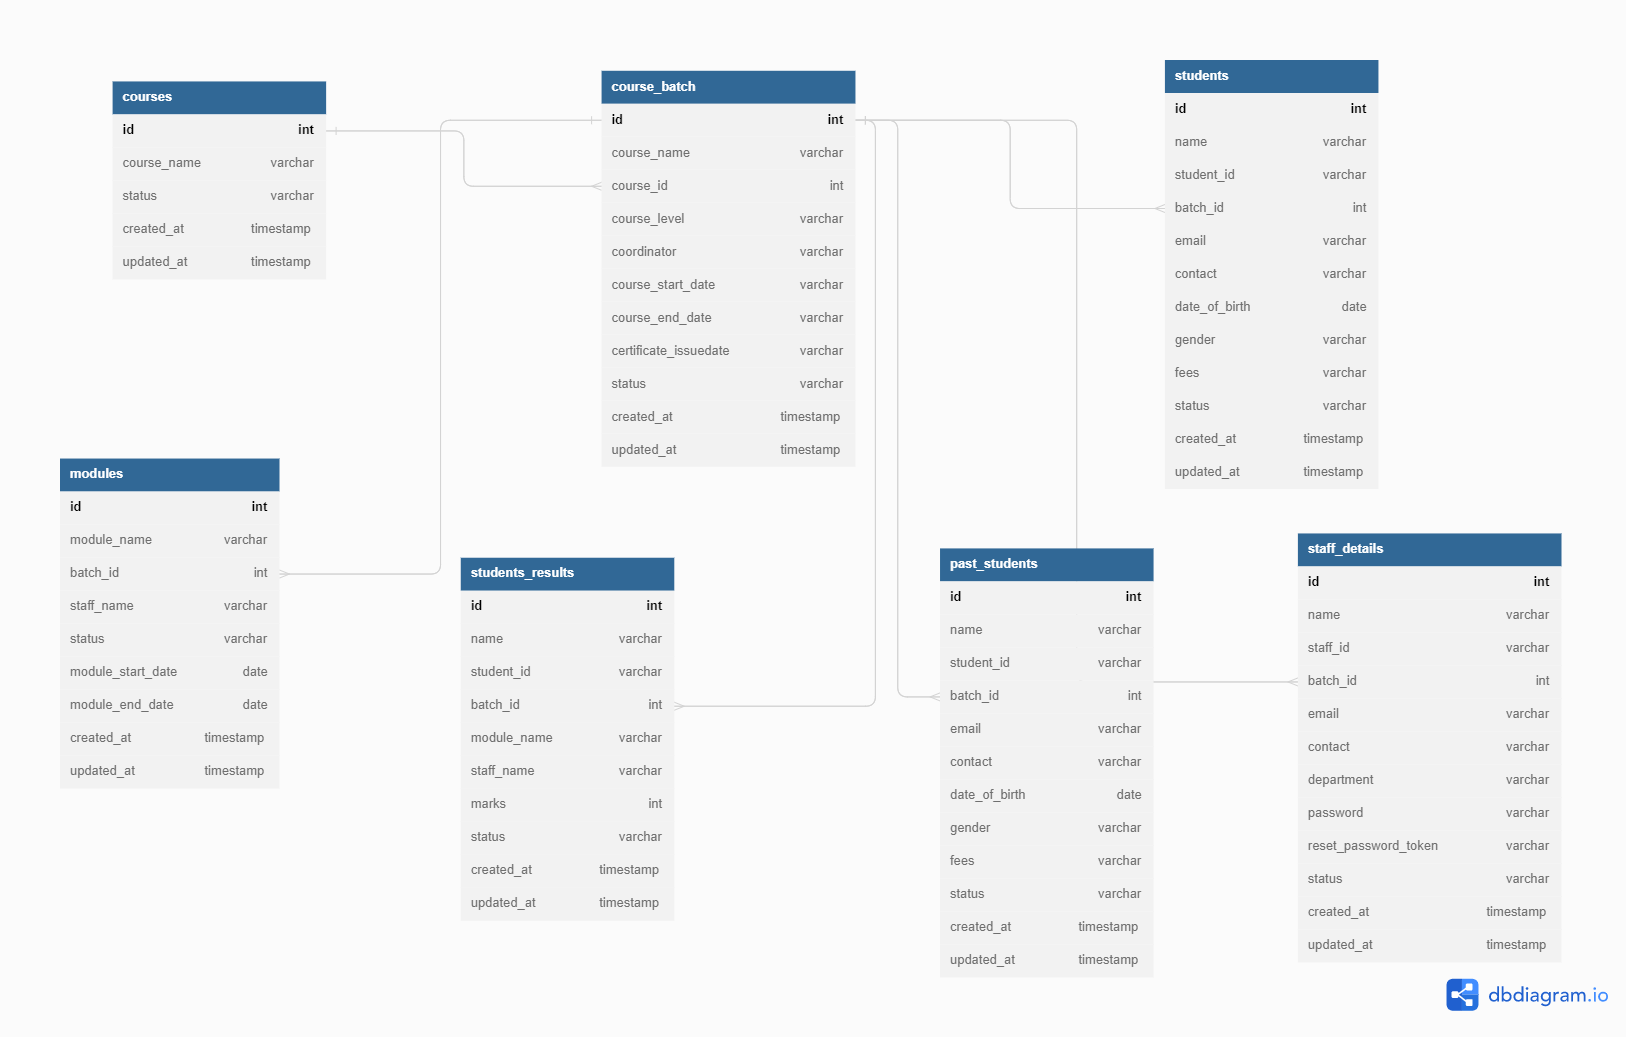 courses
id int
course_name varchar
status varchar
created_at timestamp
updated_at timestamp
course_batch
id int
course_name varchar
course_id int
course_level varchar
coordinator varchar
course_start_date varchar
course_end_date varchar
certificate_issuedate varchar
status varchar
created_at timestamp
updated_at timestamp
students
id int
name varchar
student_id varchar
batch_id int
email varchar
contact varchar
date_of_birth date
gender varchar
fees varchar
status varchar
created_at timestamp
updated_at timestamp
modules
id int
module_name varchar
batch_id int
staff_name varchar
status varchar
module_start_date date
module_end_date date
created_at timestamp
updated_at timestamp
students_results
id int
name varchar
student_id varchar
batch_id int
module_name varchar
staff_name varchar
marks int
status varchar
created_at timestamp
updated_at timestamp
past_students
id int
name varchar
student_id varchar
batch_id int
email varchar
contact varchar
date_of_birth date
gender varchar
fees varchar
status varchar
created_at timestamp
updated_at timestamp
staff_details
id int
name varchar
staff_id varchar
batch_id int
email varchar
contact varchar
department varchar
password varchar
reset_password_token varchar
status varchar
created_at timestamp
updated_at timestamp
dbdiagram.io